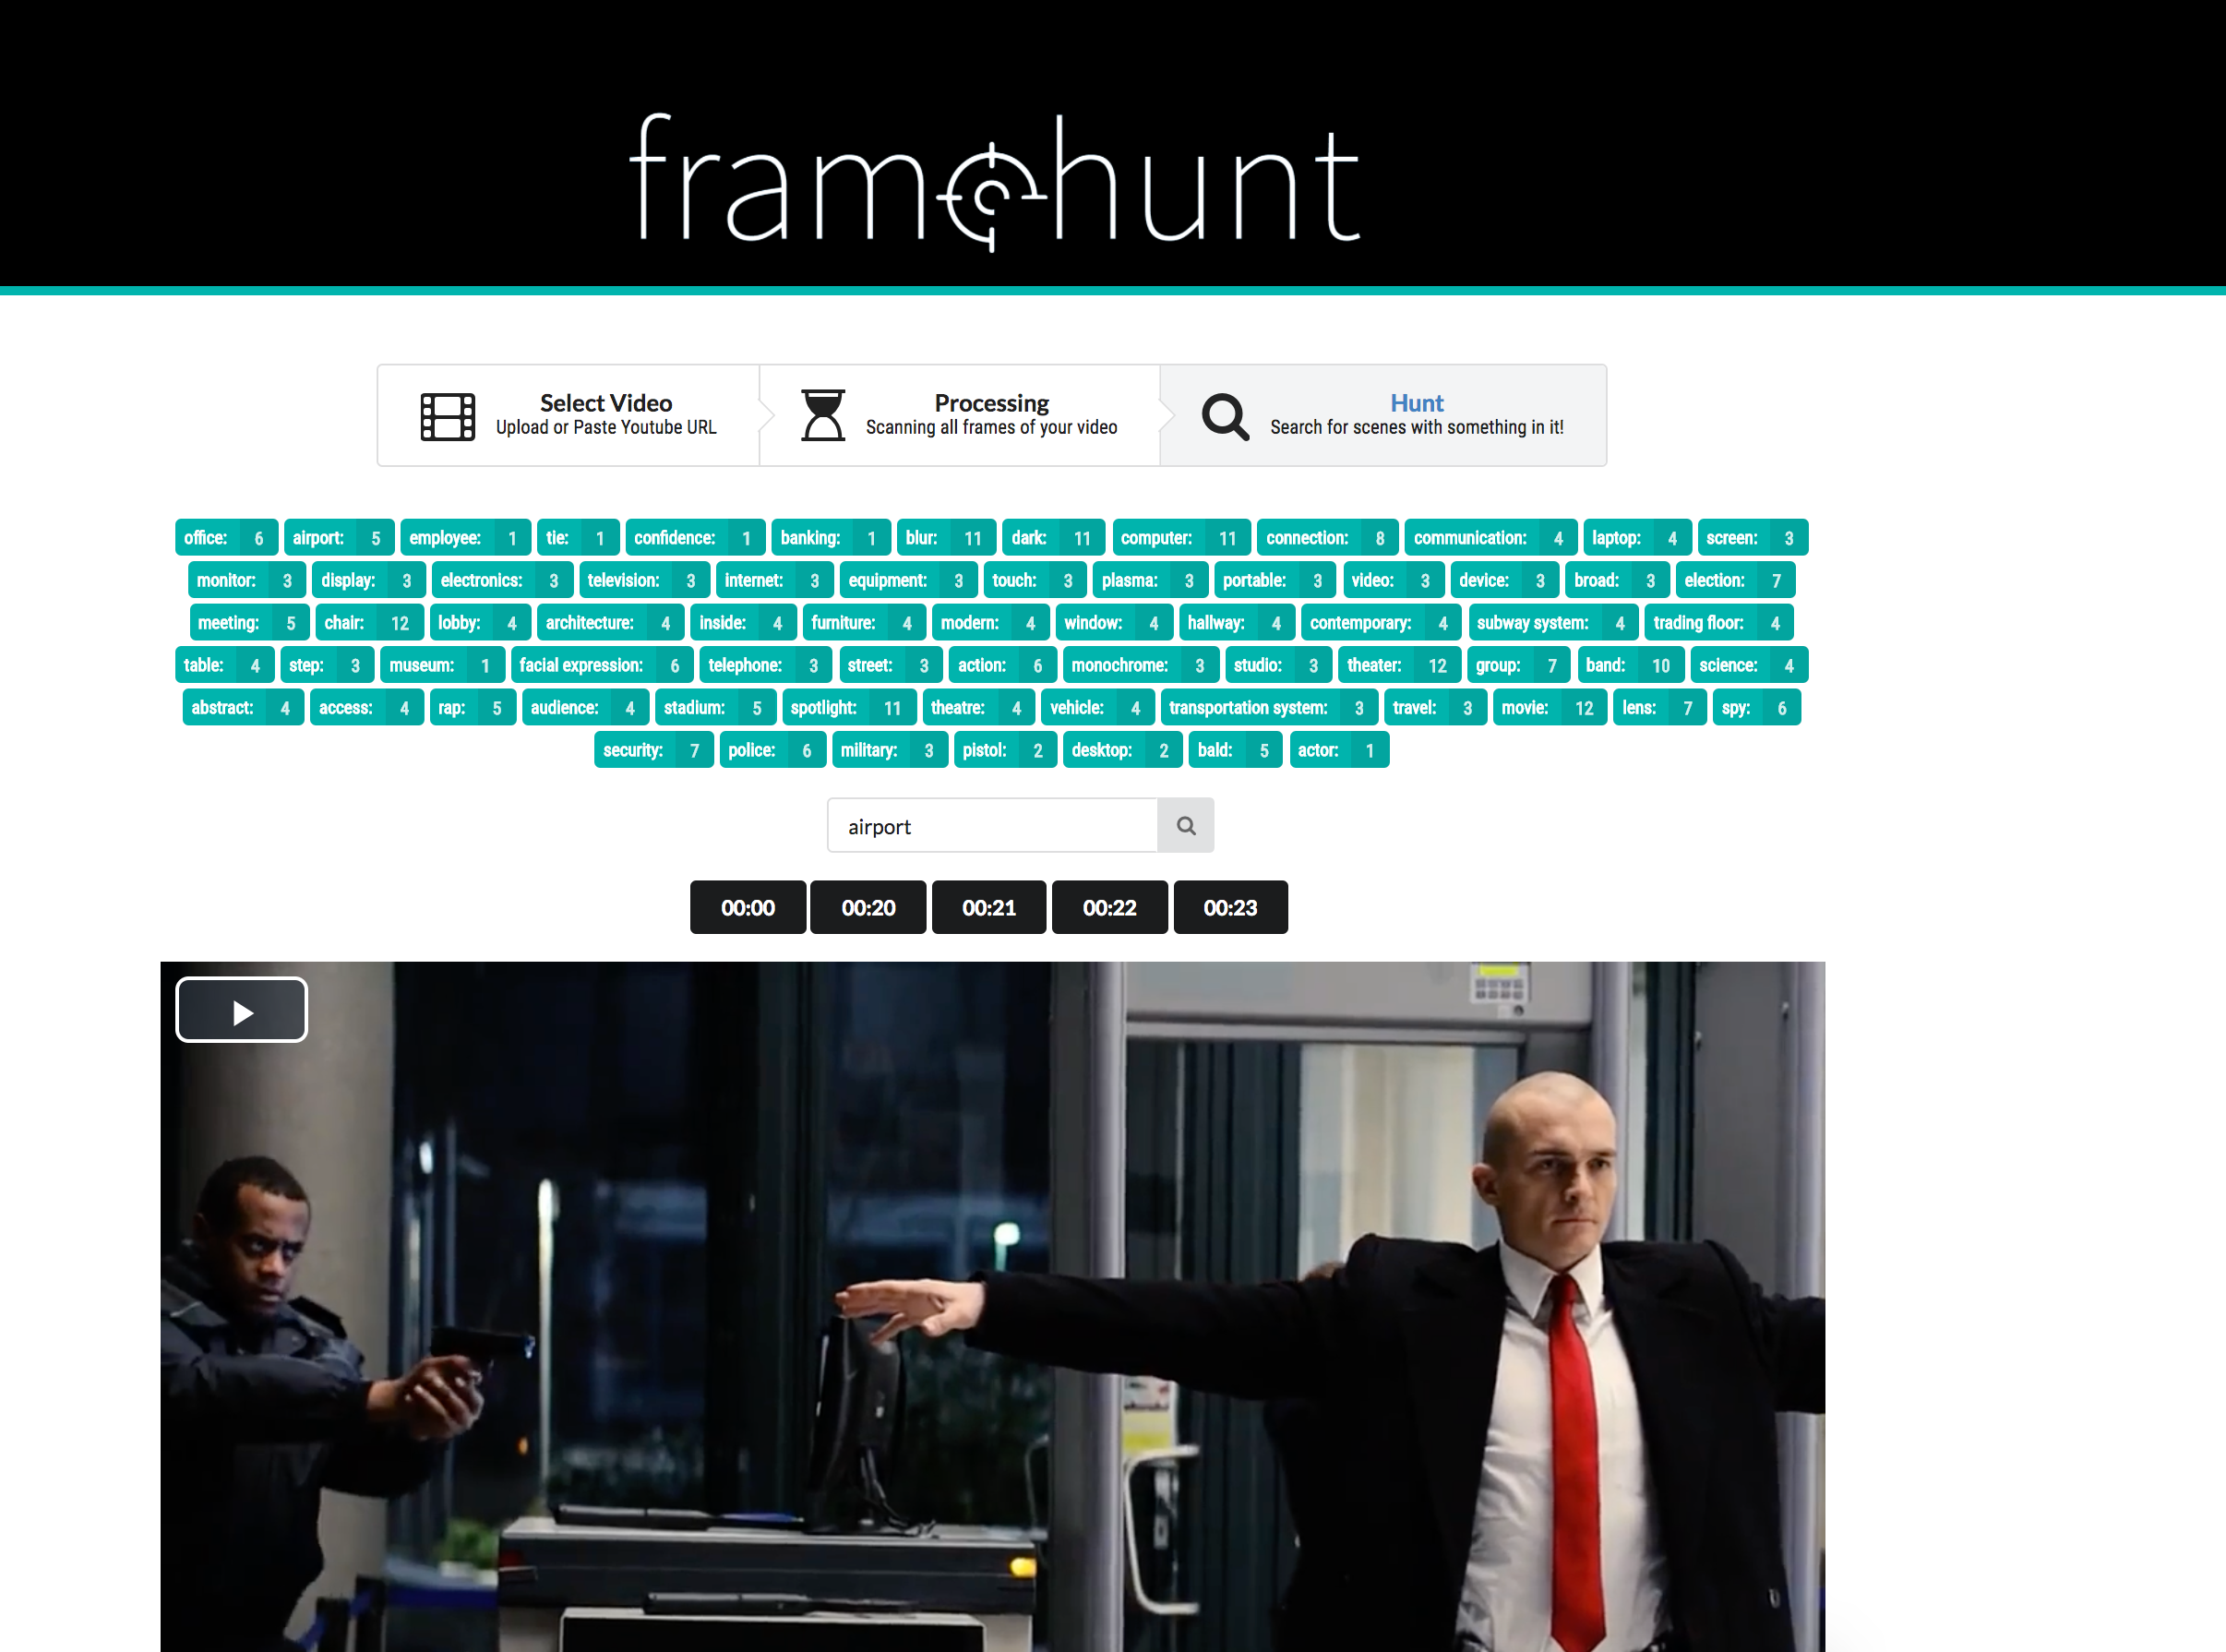 framehunt
Select Video Processing Hunt
Upload or Paste Youtube URL Scanning all frames of your video Search for scenes with something in it!
office: 6 airport: 5 employee: 1 tie: 1 confidence: 1 banking: 1 blur: 11 dark: 11 computer: 11 connection: 8 communication: 4 laptop: 4 screen: 3
monitor: 3 display: 3 electronics: 3 television: 3 internet: 3 equipment: 3 touch: 3 plasma: 3 portable: 3 video: 3 device: 3 broad: 3 election: 7
meeting: 5 chair: 12 lobby: 4 architecture: 4 inside: 4 furniture: 4 modern: 4 window: 4 hallway: 4 contemporary: 4 subway system: 4 trading floor: 4
table: 4 step: 3 museum: 1 facial expression: 6 telephone: 3 street: 3 action: 6 monochrome: 3 studio: 3 theater: 12 group: 7 band: 10 science: 4
abstract: 4 access: 4 rap: 5 audience: 4 stadium: 5 spotlight: 11 theatre: 4 vehicle: 4 transportation system: 3 travel: 3 movie: 12 lens: 7 spy: 6
security: 7 police: 6 military: 3 pistol: 2 desktop: 2 bald: 5 actor: 1
airport
00:00 00:20 00:21 00:22 00:23